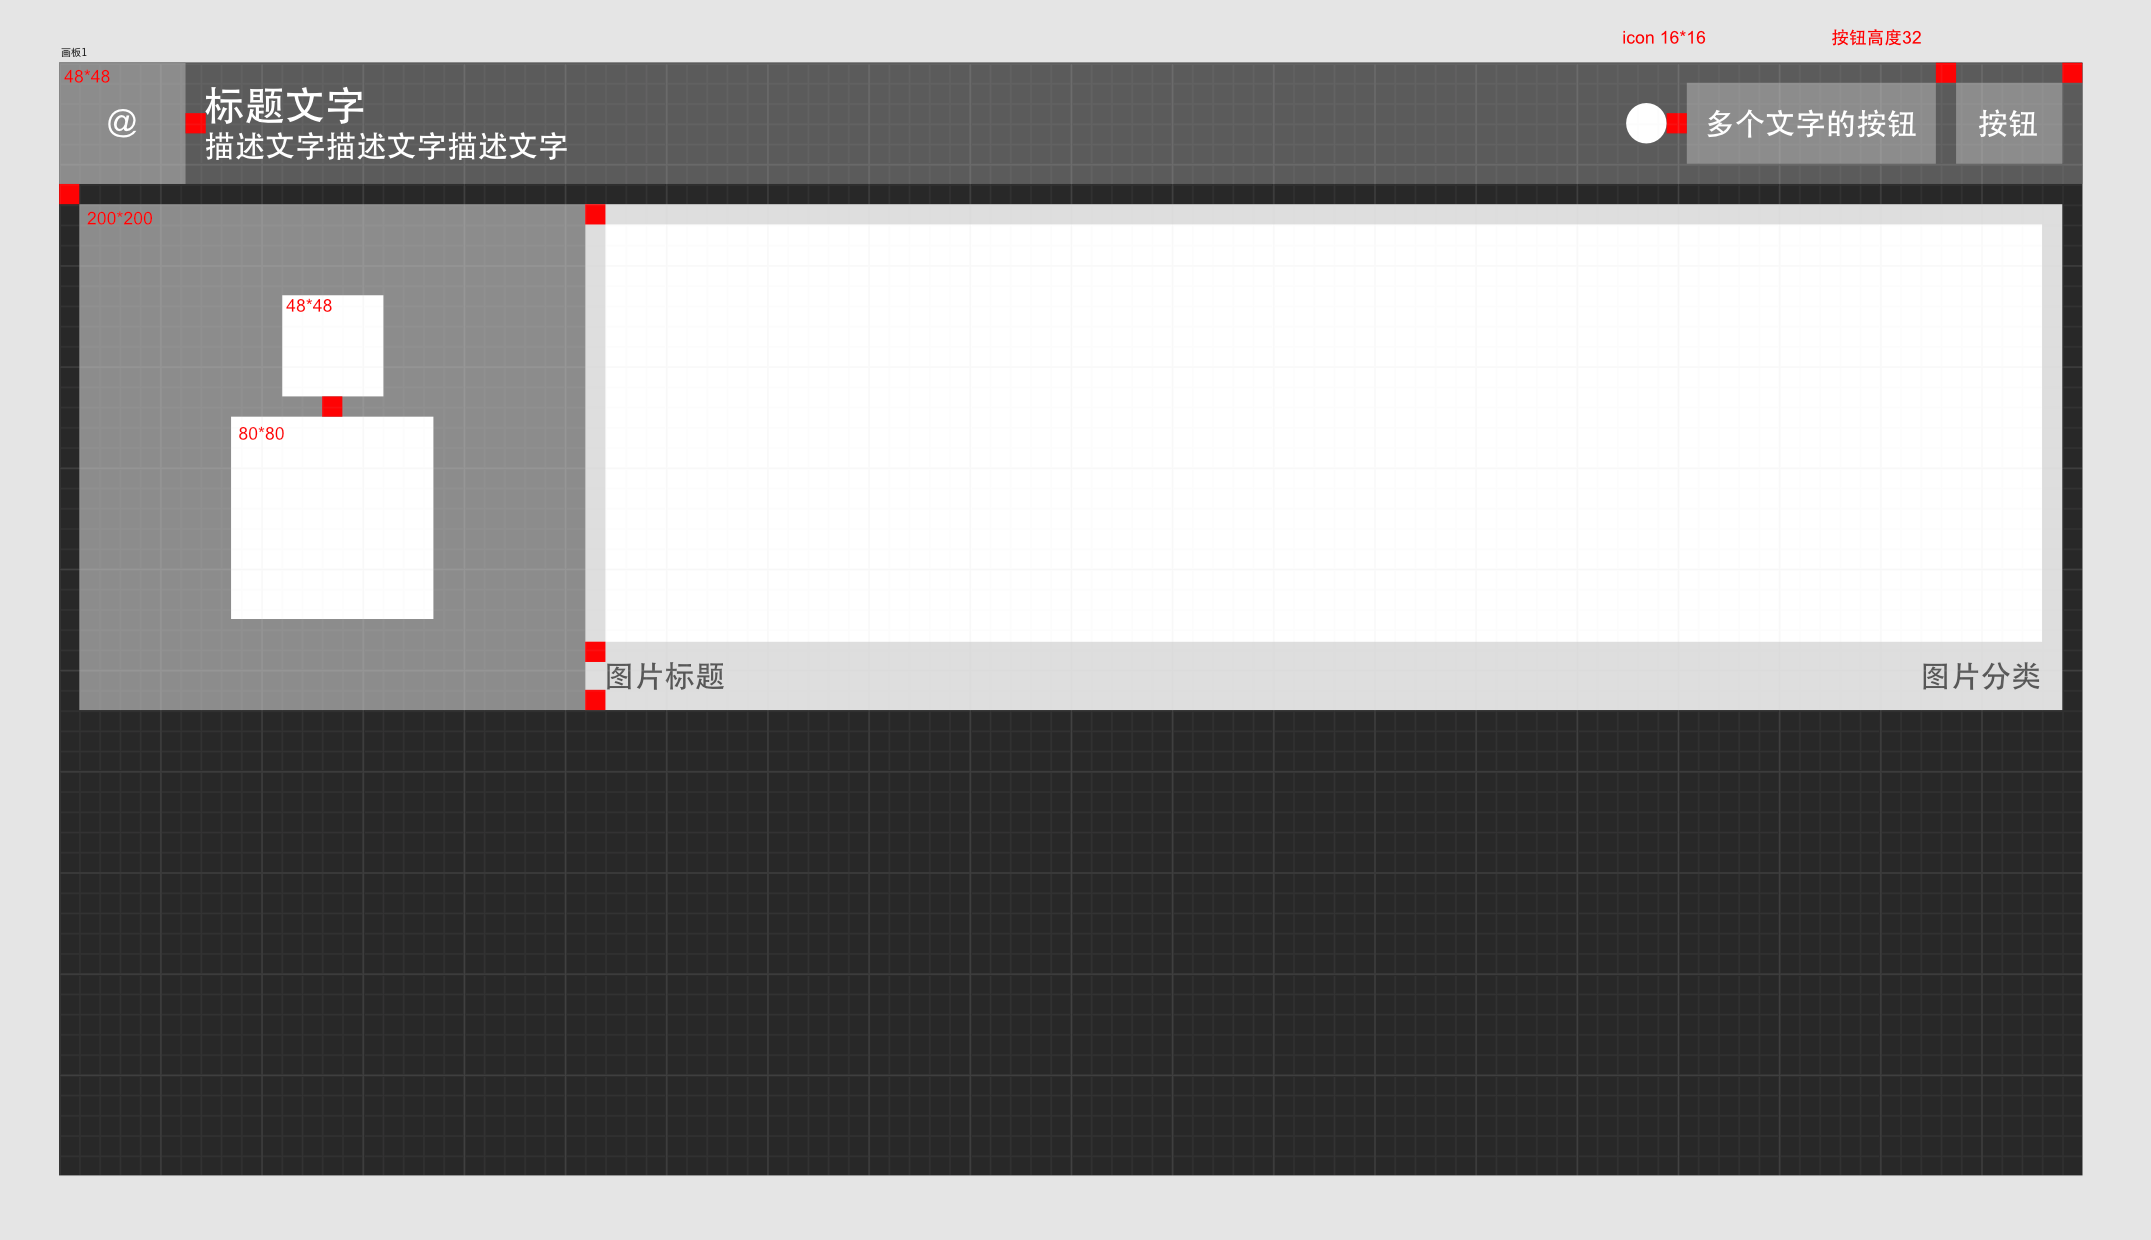 icon 16*16
按钮高度32
画板1
48*48
@
标题文字
描述文字描述文字描述文字
多个文字的按钮
按钮
200*200
48*48
80*80
图片标题
图片分类